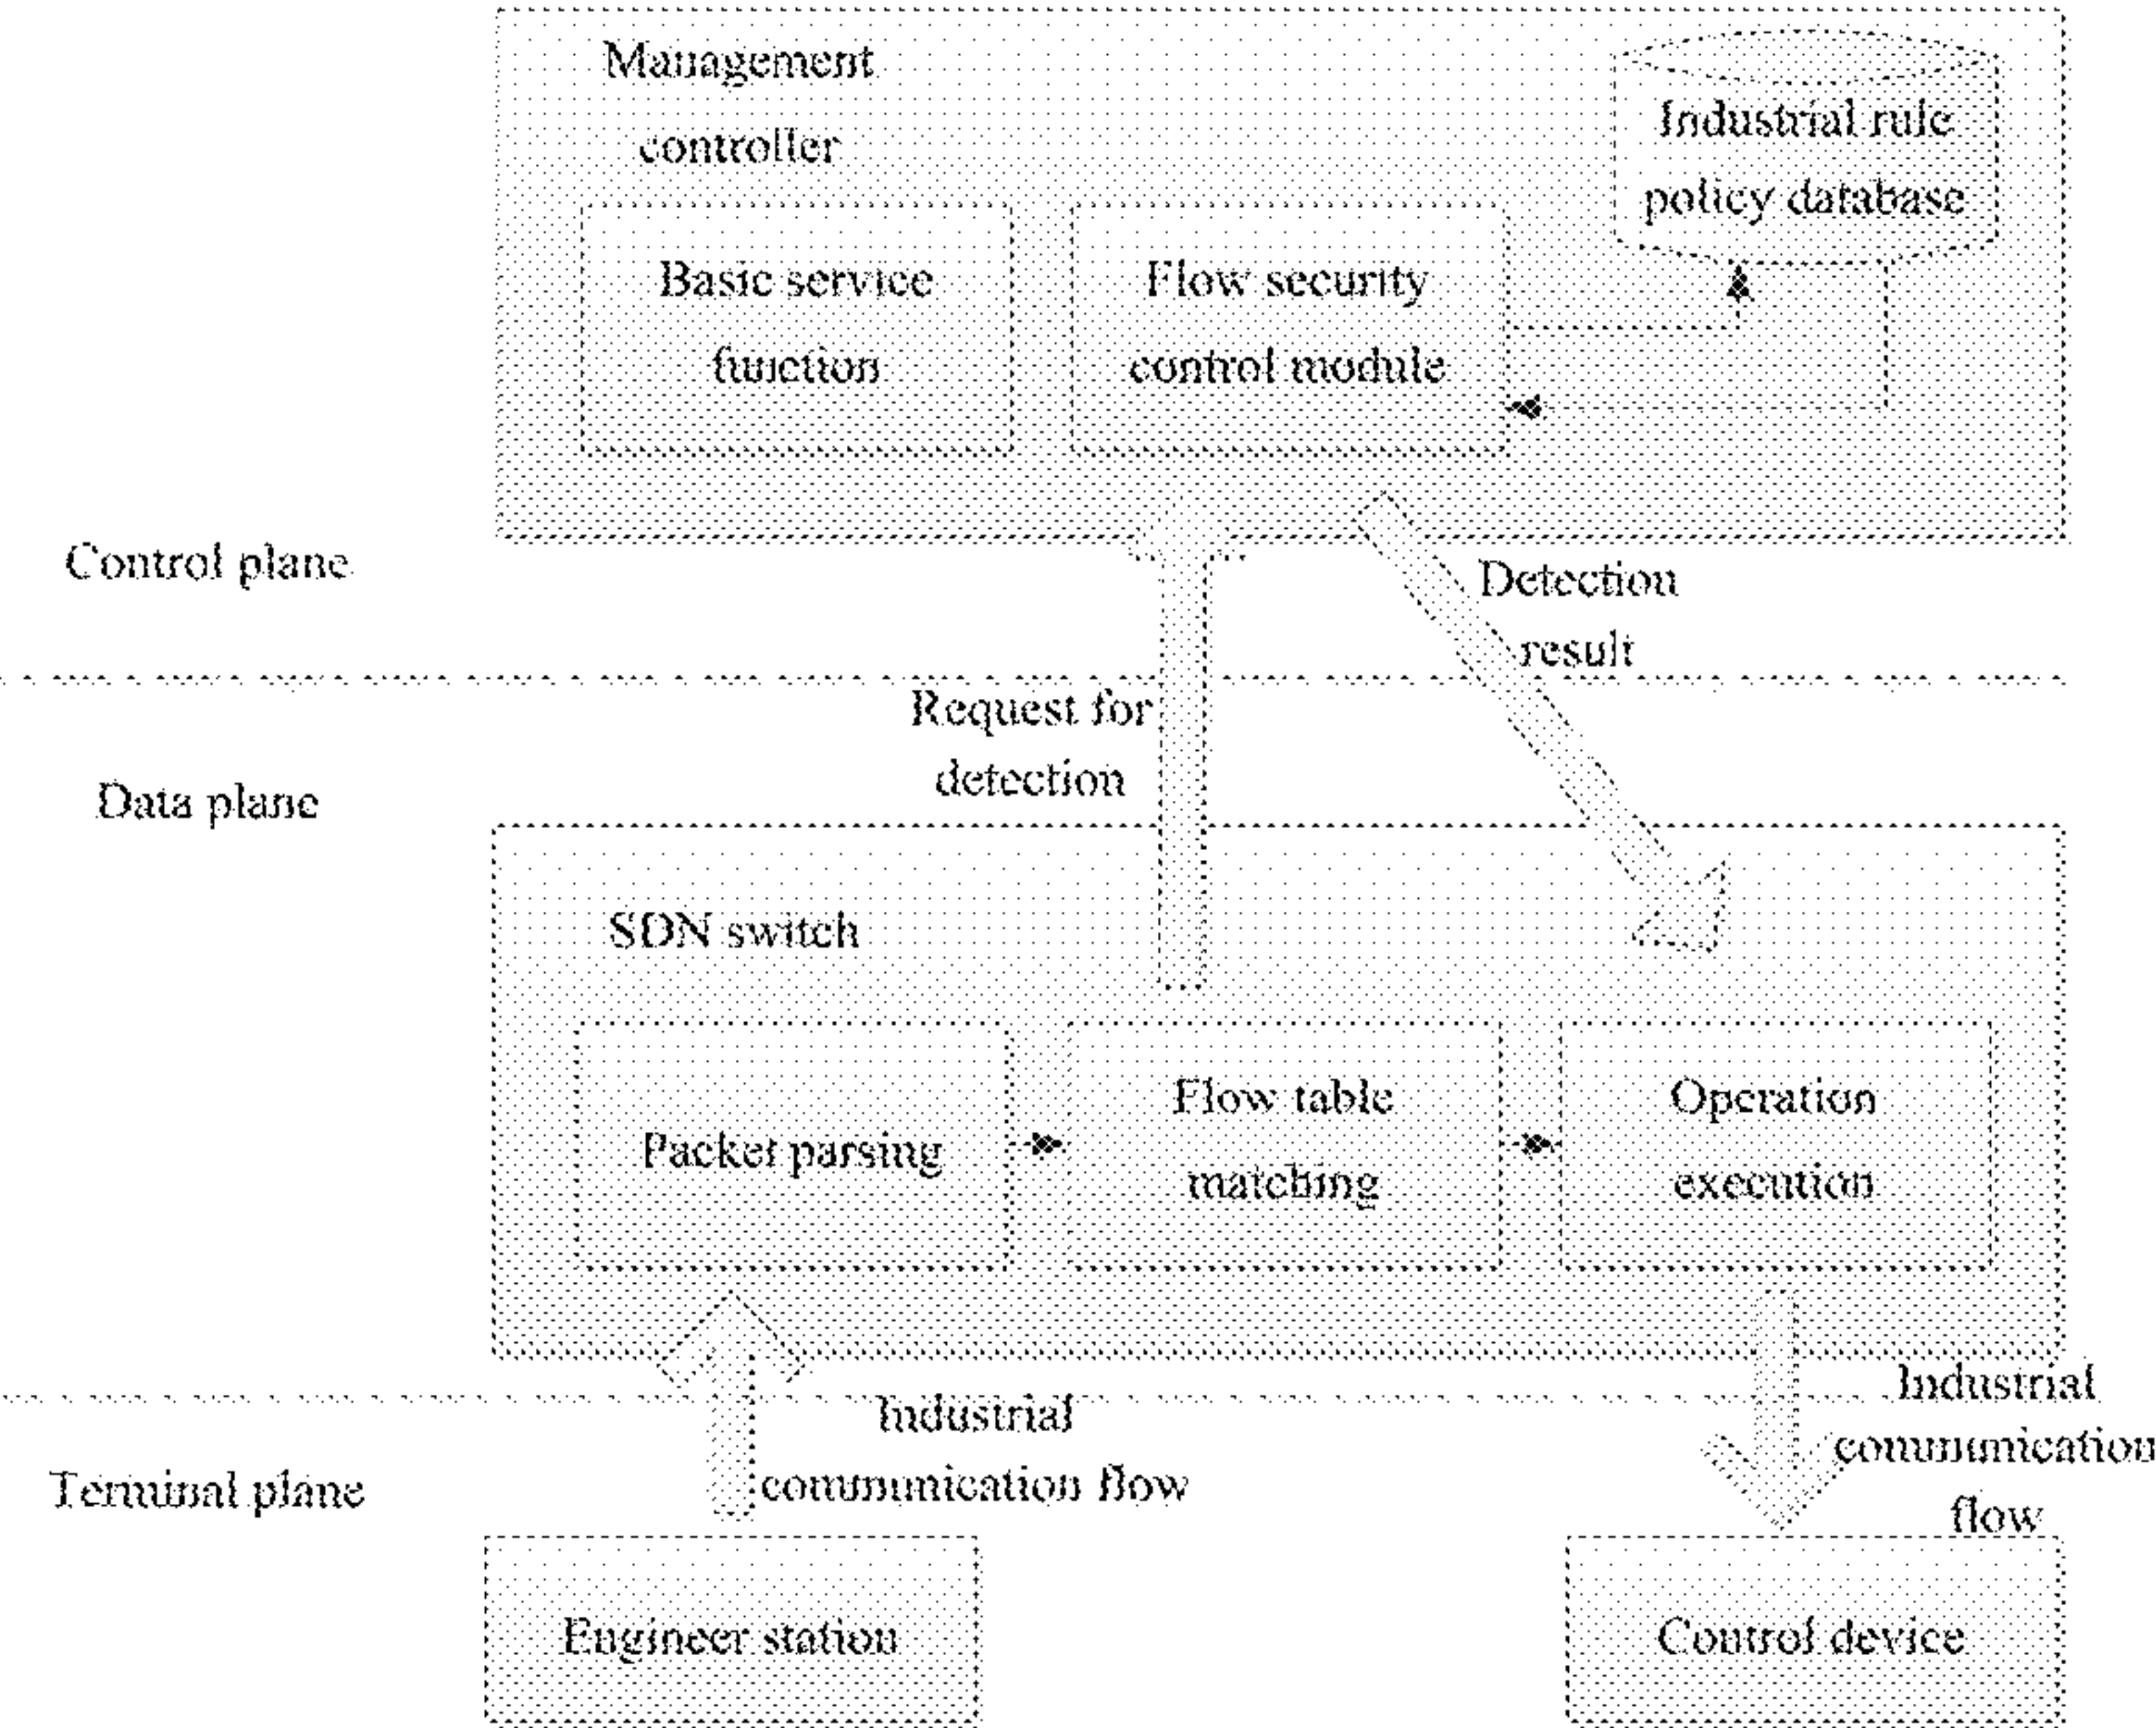 Management
controller
Industrial rule
policy database
Basic service
function
Flow security
control module
Control plane
Detection
result
Request for
detection
Data plane
SDN switch
Packet parsing
Flow table
matching
Operation
execution
Industrial
communication flow
Industrial
communication
flow
Terminal plane
Engineer station
Control device